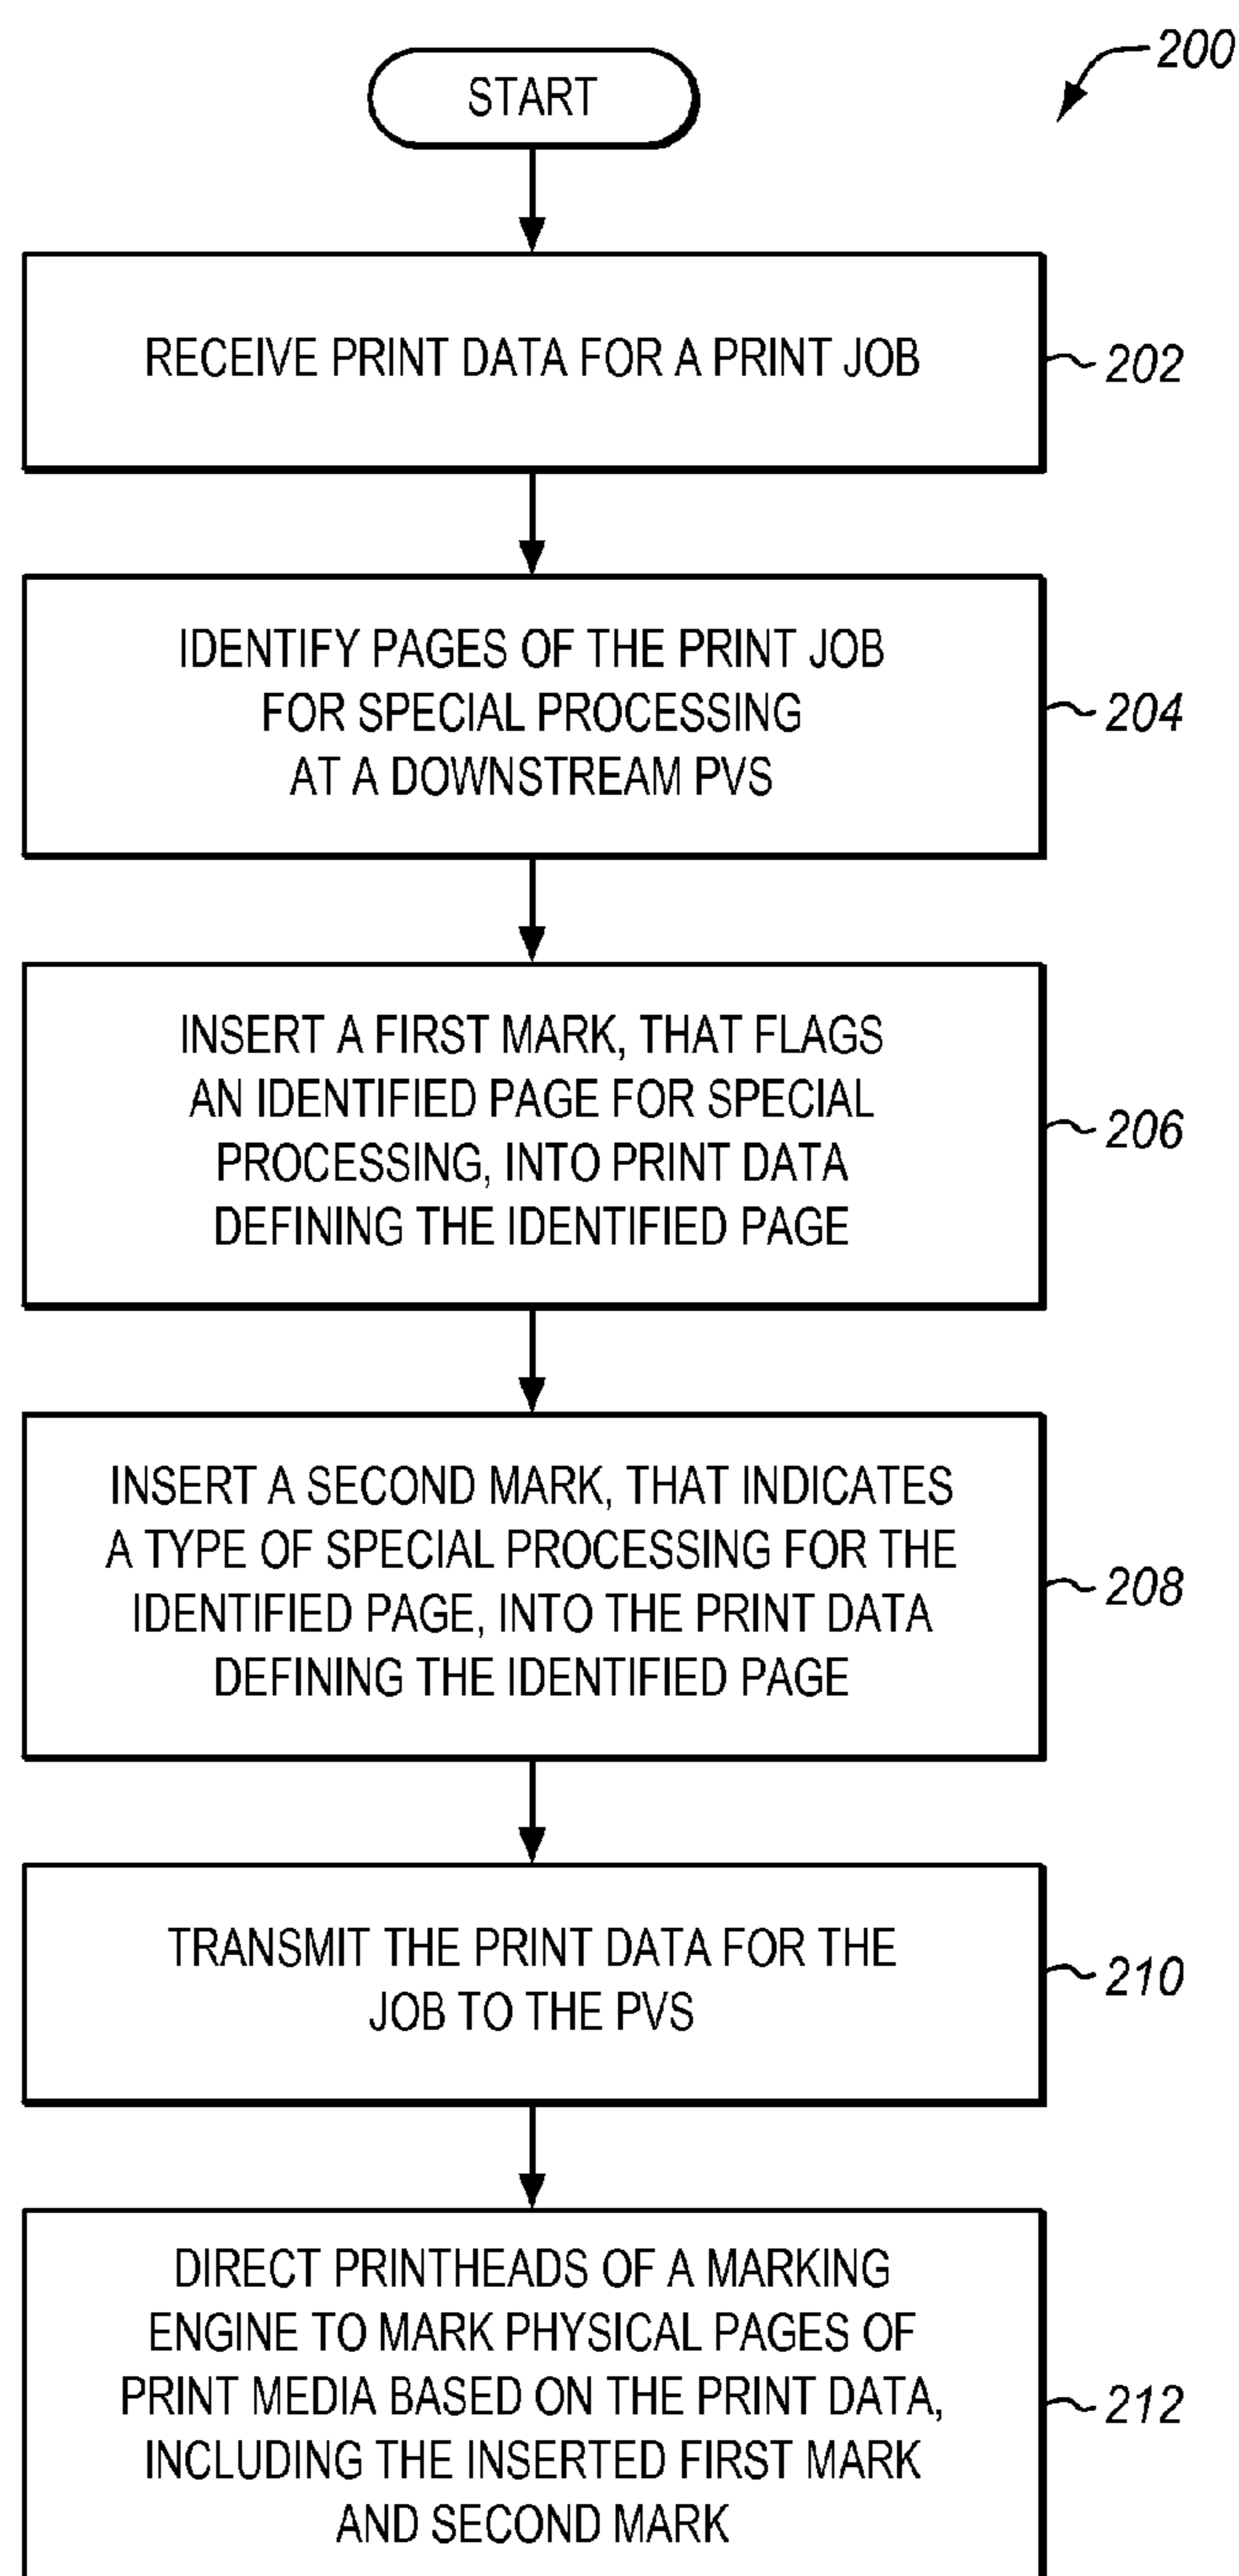 200
START
RECEIVE PRINT DATA FOR A PRINT JOB
202
IDENTIFY PAGES OF THE PRINT JOB
FOR SPECIAL PROCESSING
AT A DOWNSTREAM PVS
204
INSERT A FIRST MARK, THAT FLAGS
AN IDENTIFIED PAGE FOR SPECIAL
PROCESSING, INTO PRINT DATA
DEFINING THE IDENTIFIED PAGE
206
INSERT A SECOND MARK, THAT INDICATES
A TYPE OF SPECIAL PROCESSING FOR THE
IDENTIFIED PAGE, INTO THE PRINT DATA
DEFINING THE IDENTIFIED PAGE
208
TRANSMIT THE PRINT DATA FOR THE
JOB TO THE PVS
210
DIRECT PRINTHEADS OF A MARKING
ENGINE TO MARK PHYSICAL PAGES OF
PRINT MEDIA BASED ON THE PRINT DATA,
INCLUDING THE INSERTED FIRST MARK
AND SECOND MARK
212